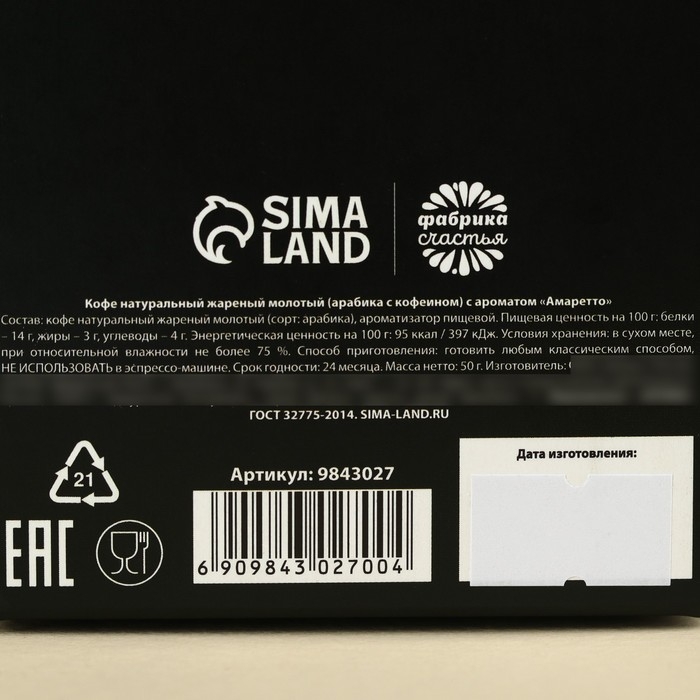 SIMA
LAND
фабрика
счастья
Кофе натуральный жареный молотый (арабика с кофеином) с ароматом «Амаретто»
Состав: кофе натуральный жареный молотый (сорт: арабика), ароматизатор пищевой. Пищевая ценность на 100 г: белки
– 14 г, жиры – 3 г, углеводы – 4 г. Энергетическая ценность на 100 г: 95 ккал / 397 кДж. Условия хранения: в сухом месте,
при относительной влажности не более 75 %. Способ приготовления: готовить любым классическим способом,
НЕ ИСПОЛЬЗОВАТЬ в эспрессо-машине. Срок годности: 24 месяца. Масса нетто: 50 г. Изготовитель:
ГОСТ 32775-2014. SIMA-LAND.RU
21
Артикул: 9843027
Дата изготовления:
EAC
6 909843 027004